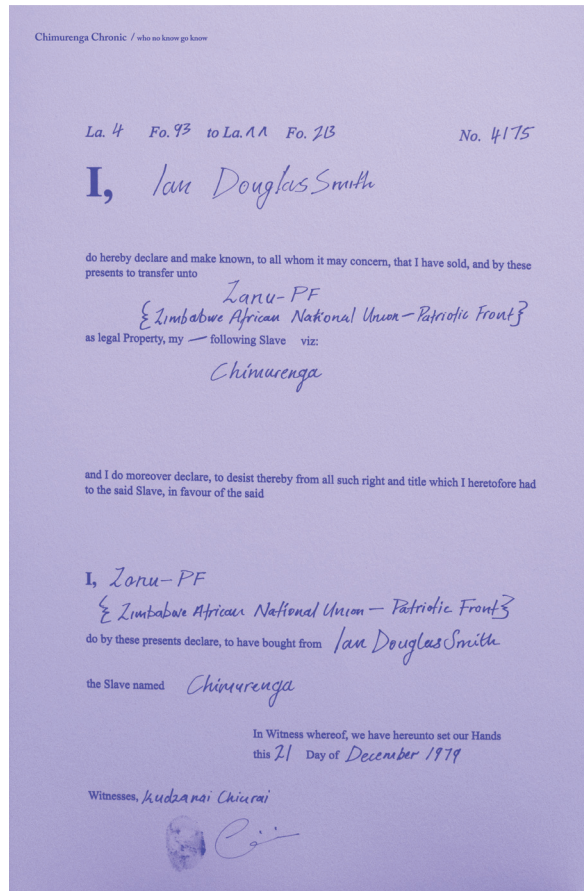 Chimurenga Chronic / who no know go know
La. 4 Fo. 93 to La. 11 Fo. 213 No. 4175
I, Ian Douglas Smith
do hereby declare and make known, to all whom it may concern, that I have sold, and by these
presents to transfer unto
Zanu-PF
{Zimbabwe African National Union - Patriotic Front}
as legal Property, my — following Slave viz:
Chimurenga
and I do moreover declare, to desist thereby from all such right and title which I heretofore had
to the said Slave, in favour of the said
I, Zanu-PF
{Zimbabwe African National Union - Patriotic Front}
do by these presents declare, to have bought from Ian Douglas Smith
the Slave named Chimurenga
In Witness whereof, we have hereunto set our Hands
this 21 Day of December 1979
Witnesses, Kudzanai Chiurai